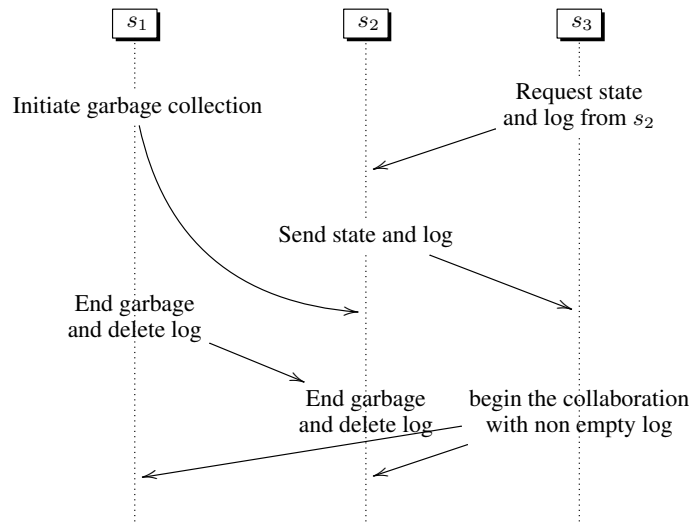 s₁
s₂
s₃
Initiate garbage collection
Request state
and log from s₂
Send state and log
End garbage
and delete log
End garbage
and delete log
begin the collaboration
with non empty log